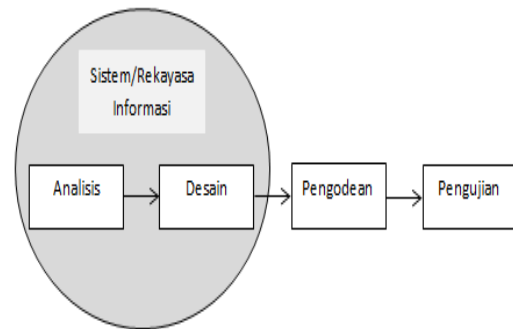 Sistem/Rekayasa
Informasi
Analisis
Desain
Pengodean
Pengujian